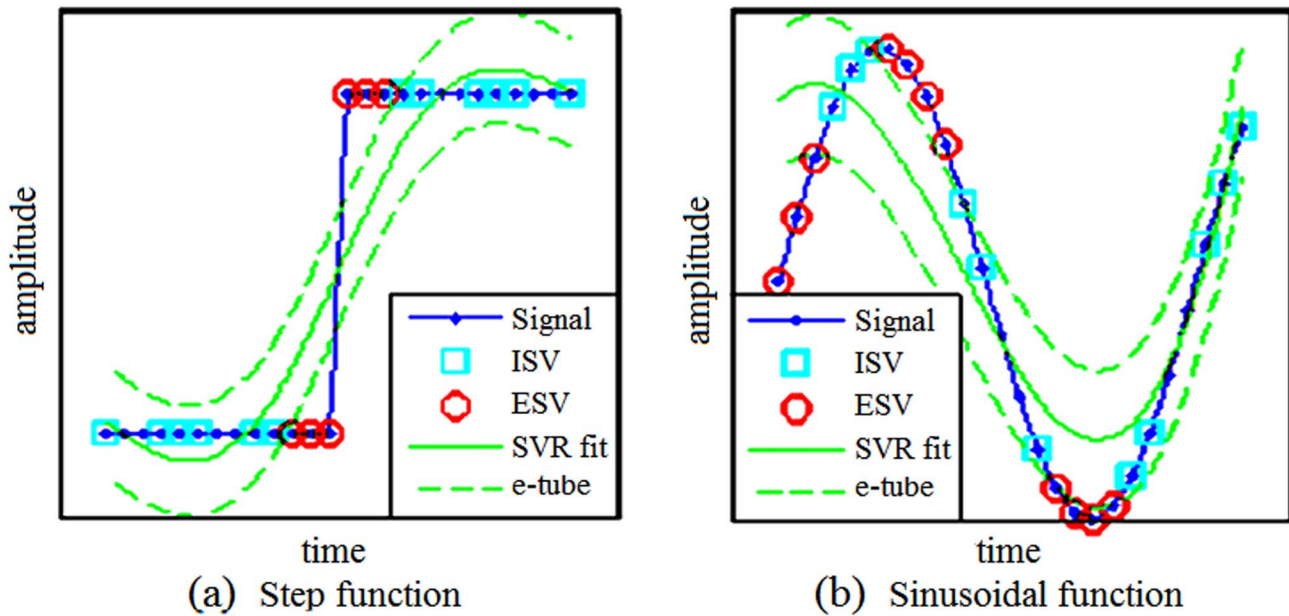 amplitude
Signal
ISV
ESV
SVR fit
e-tube
time
(a) Step function
amplitude
Signal
ISV
ESV
SVR fit
e-tube
time
(b) Sinusoidal function